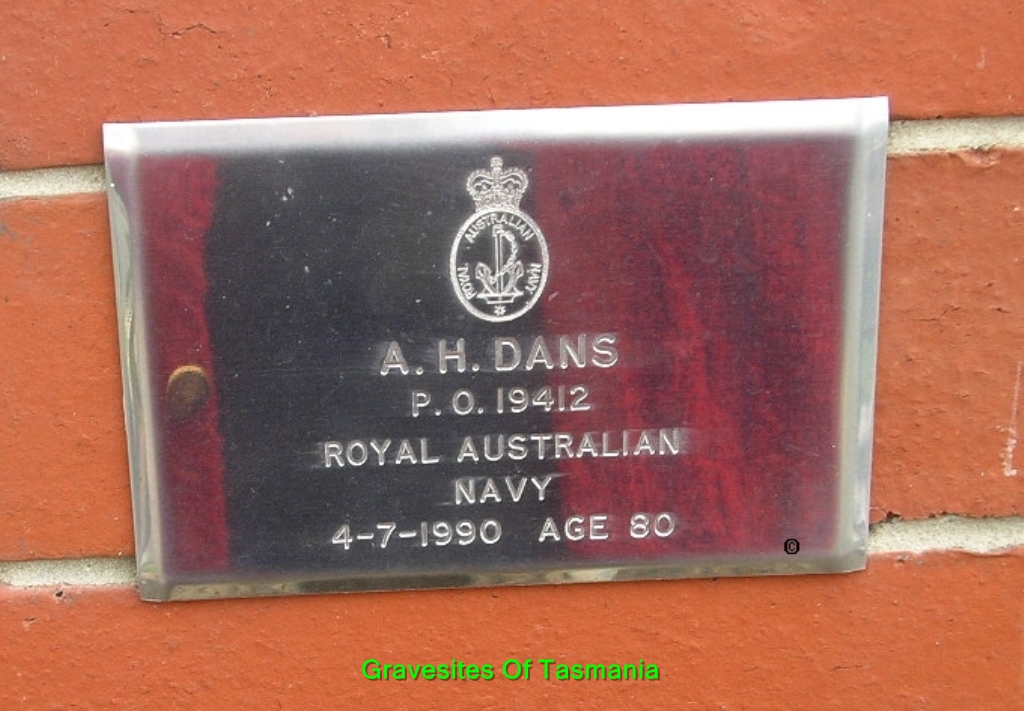 ROYAL AUSTRALIAN NAVY
A. H. DANS
P. O. 19412
ROYAL AUSTRALIAN
NAVY
4-7-1990 AGE 80
©
Gravesites Of Tasmania